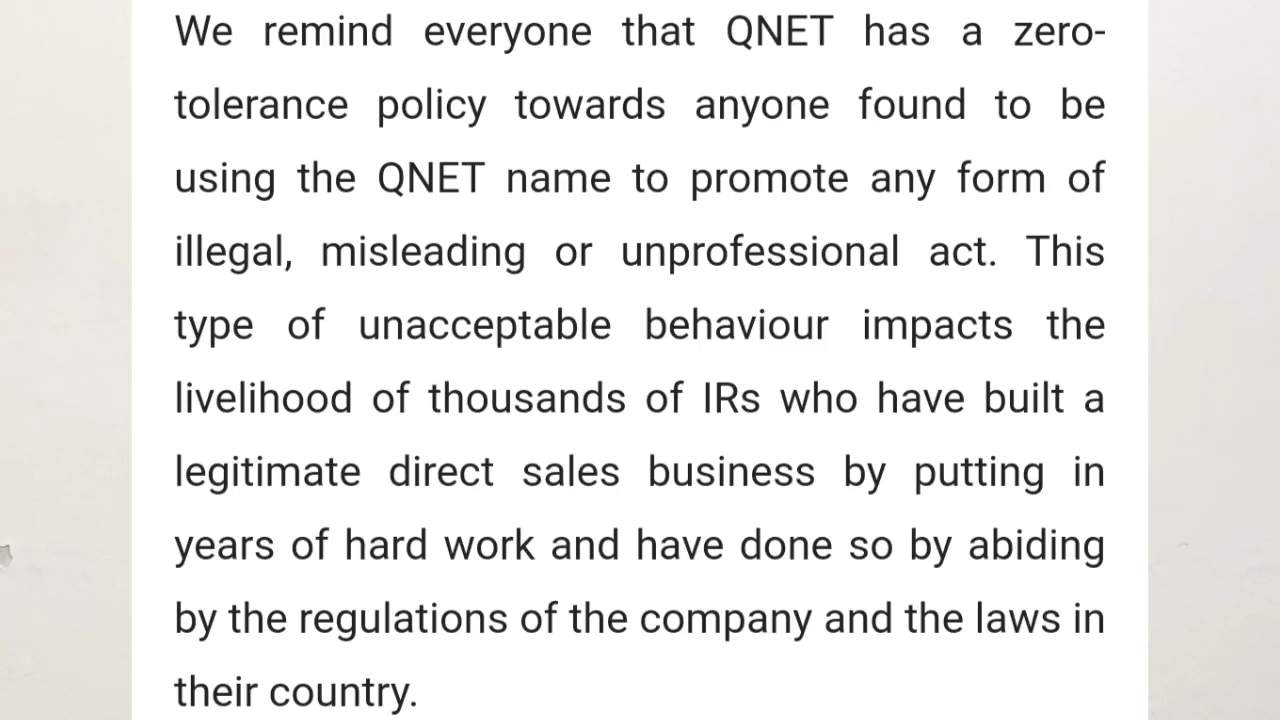 We remind everyone that QNET has a zero-
tolerance policy towards anyone found to be
using the QNET name to promote any form of
illegal, misleading or unprofessional act. This
type of unacceptable behaviour impacts the
livelihood of thousands of IRs who have built a
legitimate direct sales business by putting in
years of hard work and have done so by abiding
by the regulations of the company and the laws in
their country.